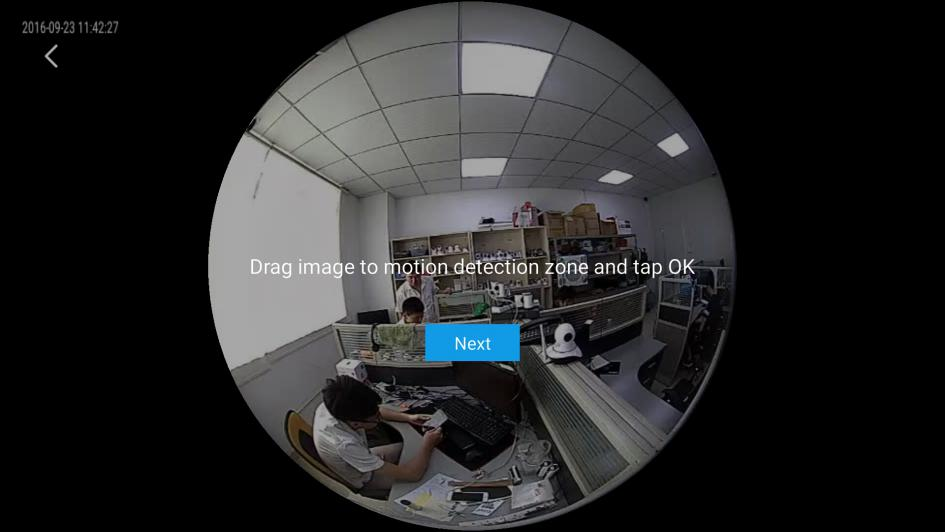 2016-09-23 11:42:27
Drag image to motion detection zone and tap OK
Next